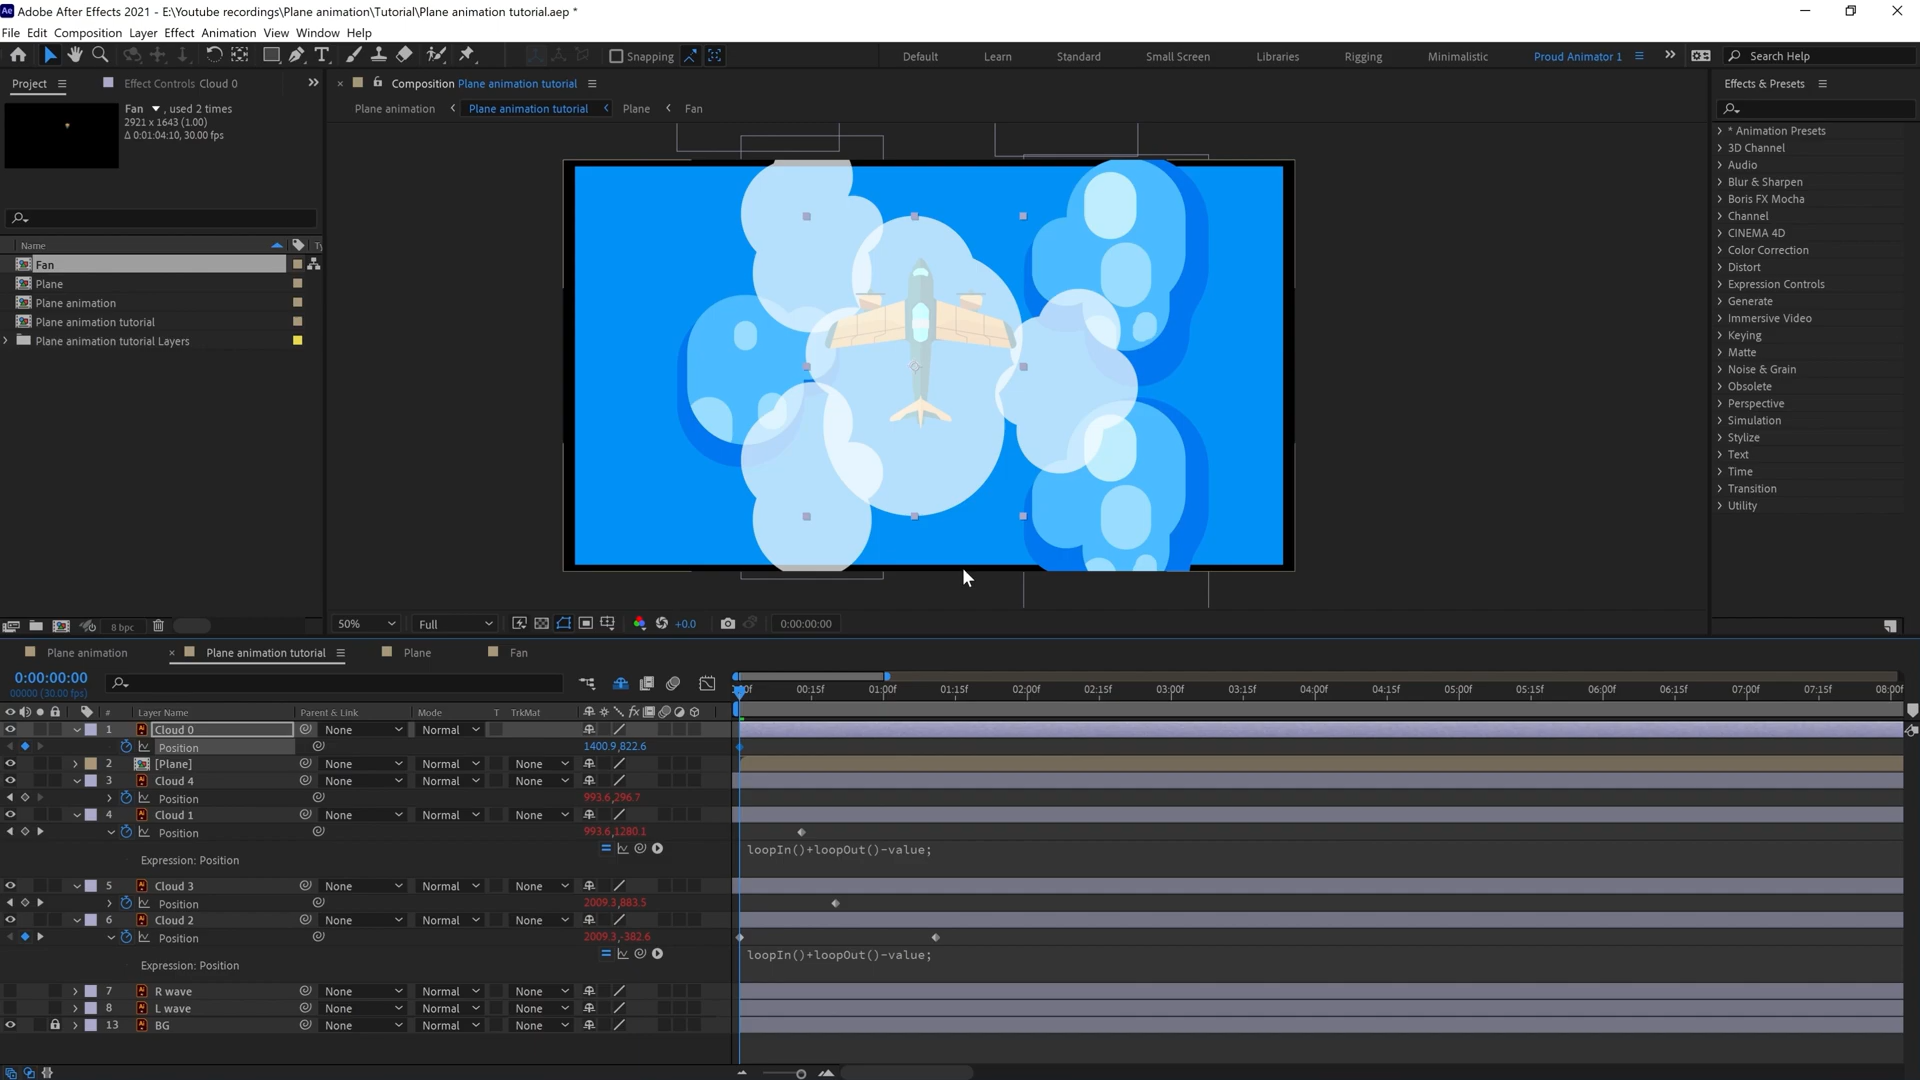 Ae Adobe After Effects 2021 - E:\Youtube recordings\Plane animation\Tutorial\Plane animation tutorial.aep *
File Edit Composition Layer Effect Animation View Window Help
Snapping Default Learn Standard Small Screen Libraries Rigging Minimalistic Proud Animator 1 Search Help
Project Effect Controls Cloud 0 Composition Plane animation tutorial Effects & Presets
Fan , used 2 times
2921 x 1643 (1.00)
Δ 0:01:04:10, 30.00 fps
Plane animation Plane animation tutorial Plane Fan
Name Ty
Fan
Plane
Plane animation
Plane animation tutorial
Plane animation tutorial Layers
* Animation Presets
3D Channel
Audio
Blur & Sharpen
Boris FX Mocha
Channel
CINEMA 4D
Color Correction
Distort
Expression Controls
Generate
Immersive Video
Keying
Matte
Noise & Grain
Obsolete
Perspective
Simulation
Stylize
Text
Time
Transition
Utility
8 bpc 50% Full +0.0 0:00:00:00
Plane animation Plane animation tutorial Plane Fan
0:00:00:00
00000 (30.00 fps)
00:15f 01:00f 01:15f 02:00f 02:15f 03:00f 03:15f 04:00f 04:15f 05:00f 05:15f 06:00f 06:15f 07:00f 07:15f 08:00f
# Layer Name Parent & Link Mode T TrkMat fx
1 Cloud 0 None Normal
Position 1400.9,822.6
2 [Plane] None Normal None
3 Cloud 4 None Normal None
Position 993.6,296.7
4 Cloud 1 None Normal None
Position 993.6,1280.1
Expression: Position loopIn()+loopOut()-value;
5 Cloud 3 None Normal None
Position 2009.3,883.5
6 Cloud 2 None Normal None
Position 2009.3,-382.6
Expression: Position loopIn()+loopOut()-value;
7 R wave None Normal None
8 L wave None Normal None
13 BG None Normal None